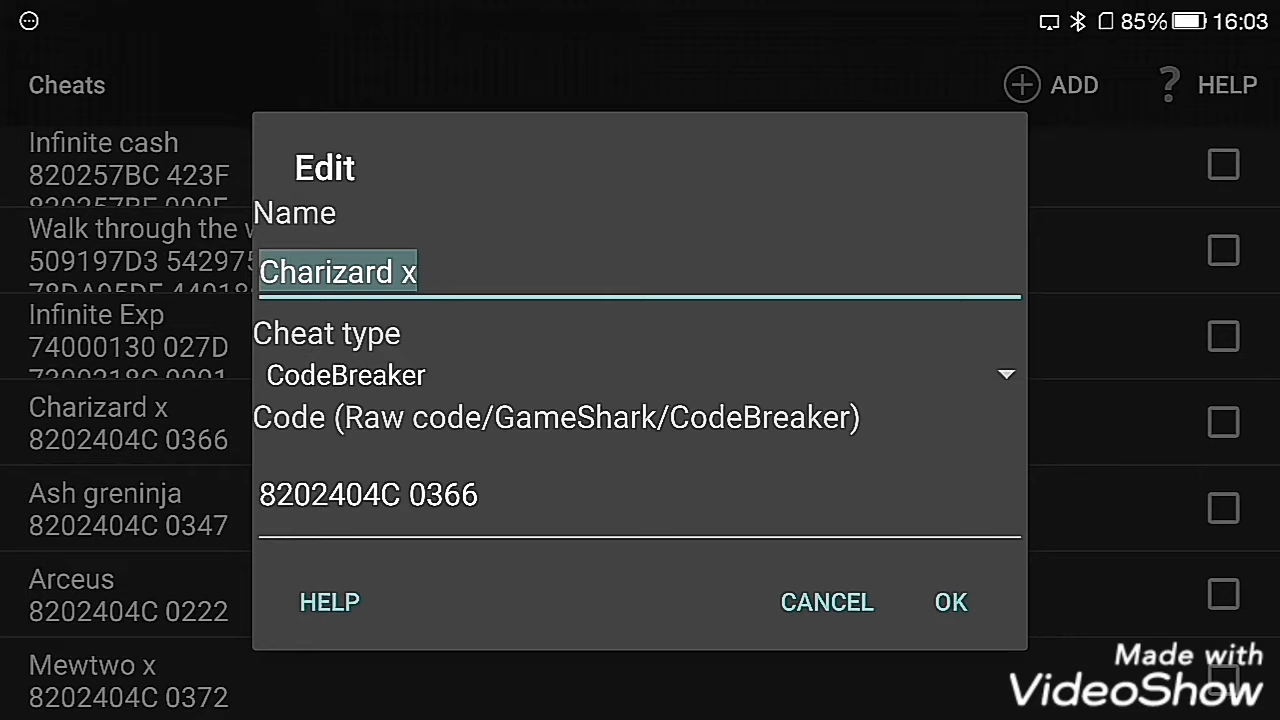 85% 16:03
Cheats
ADD
HELP
Infinite cash
820257BC 423F
Walk through the
509197D3 542975
Infinite Exp
74000130 027D
Charizard x
8202404C 0366
Ash greninja
8202404C 0347
Arceus
8202404C 0222
Mewtwo x
8202404C 0372
Edit
Name
Charizard x
Cheat type
CodeBreaker
Code (Raw code/GameShark/CodeBreaker)
8202404C 0366
HELP
CANCEL
OK
Made with
VideoShow